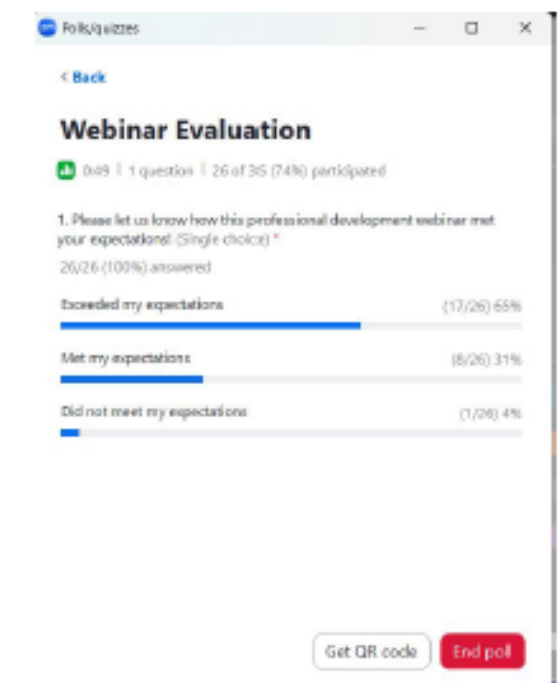 Polls/quizzes
< Back
Webinar Evaluation
0:49 | 1 question | 26 of 35 (74%) participated
1. Please let us know how this professional development webinar met
your expectations! (Single choice) *
26/26 (100%) answered
Exceeded my expectations (17/26) 65%
Met my expectations (8/26) 31%
Did not meet my expectations (1/26) 4%
Get QR code End poll